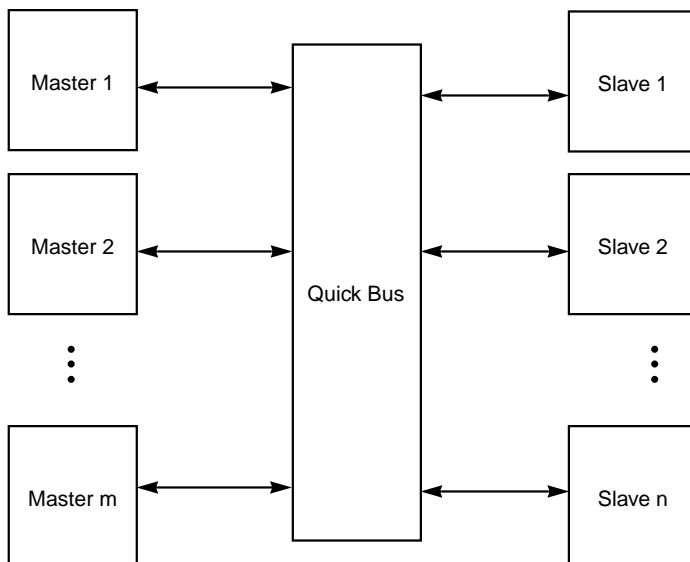 Master 1
Slave 1
Master 2
Slave 2
Quick Bus
Master m
Slave n